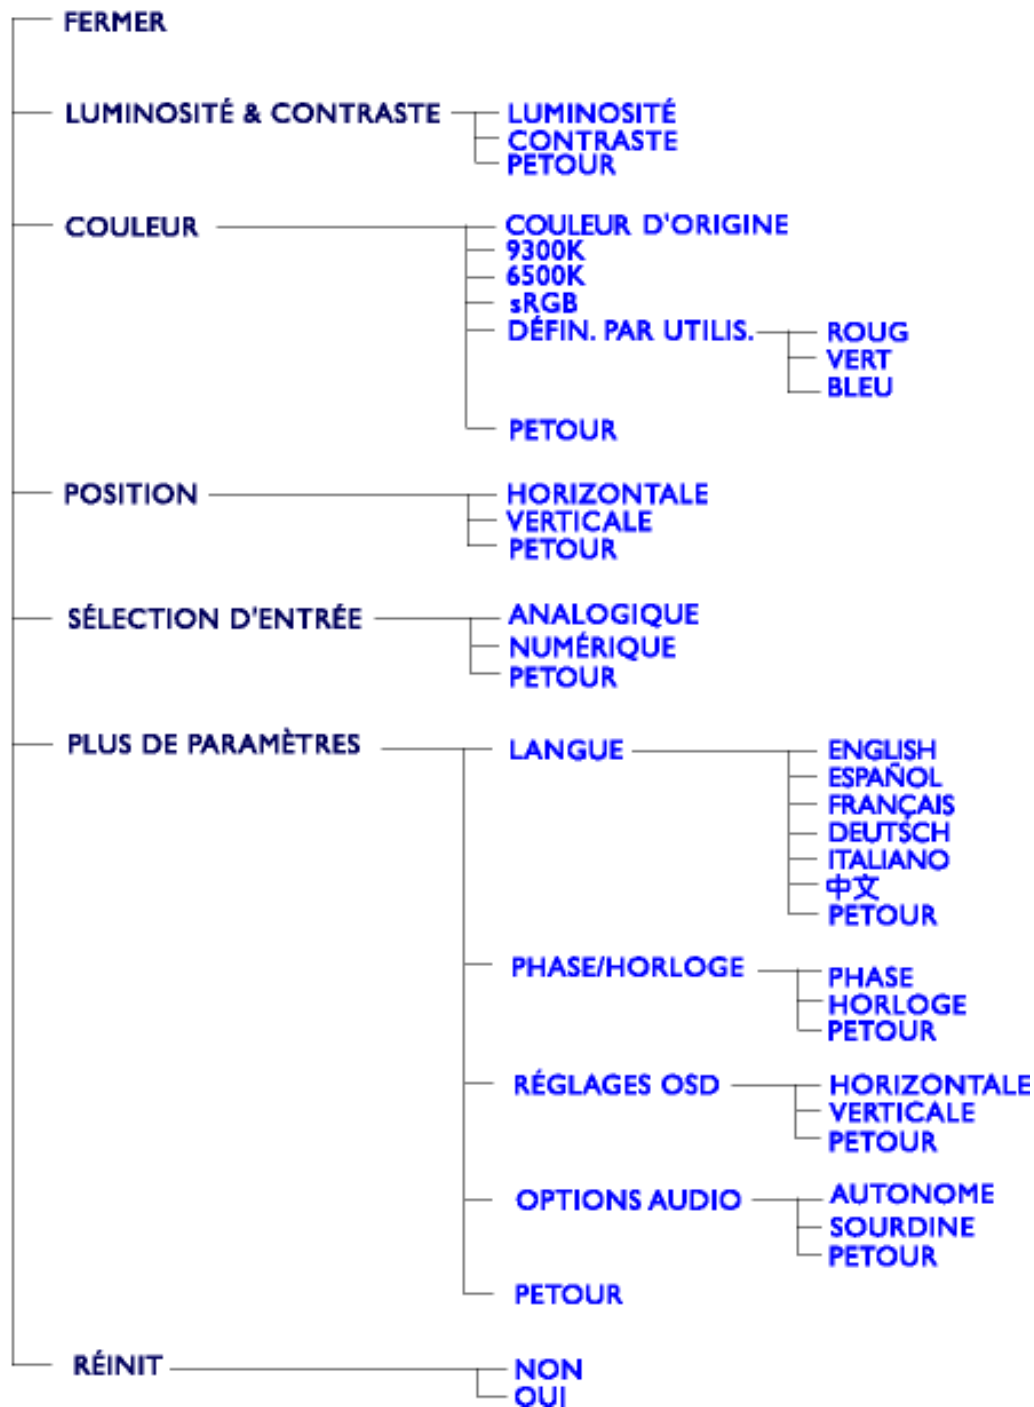 FERMER
LUMINOSITÉ & CONTRASTE
LUMINOSITÉ
CONTRASTE
PETOUR
COULEUR
COULEUR D'ORIGINE
9300K
6500K
sRGB
DÉFIN. PAR UTILIS.
ROUG
VERT
BLEU
PETOUR
POSITION
HORIZONTALE
VERTICALE
PETOUR
SÉLECTION D'ENTRÉE
ANALOGIQUE
NUMÉRIQUE
PETOUR
PLUS DE PARAMÈTRES
LANGUE
ENGLISH
ESPAÑOL
FRANÇAIS
DEUTSCH
ITALIANO
中文
PETOUR
PHASE/HORLOGE
PHASE
HORLOGE
PETOUR
RÉGLAGES OSD
HORIZONTALE
VERTICALE
PETOUR
OPTIONS AUDIO
AUTONOME
SOURDINE
PETOUR
PETOUR
RÉINIT
NON
OUI